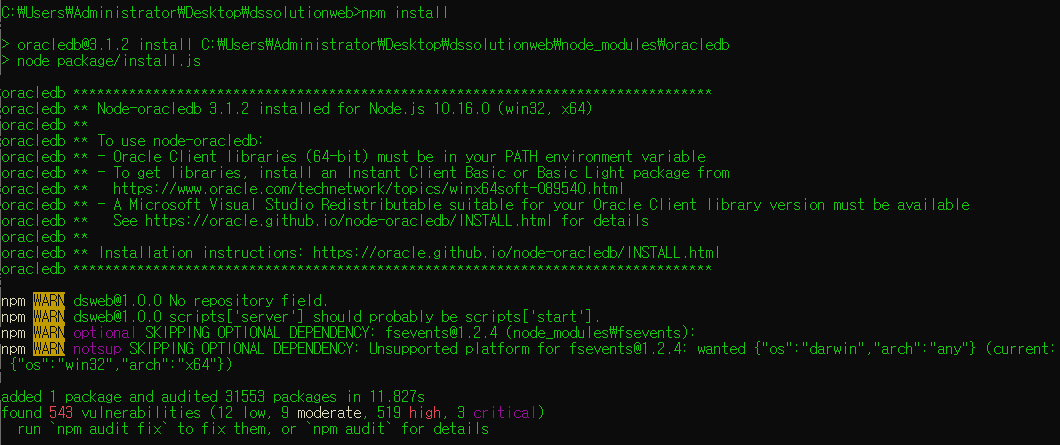 C:₩Users₩Administrator₩Desktop₩dssolutionweb>npm install
> oracledb@3.1.2 install C:₩Users₩Administrator₩Desktop₩dssolutionweb₩node_modules₩oracledb
> node package/install.js
oracledb ********************************************************************************
oracledb ** Node-oracledb 3.1.2 installed for Node.js 10.16.0 (win32, x64)
oracledb **
oracledb ** To use node-oracledb:
oracledb ** - Oracle Client libraries (64-bit) must be in your PATH environment variable
oracledb ** - To get libraries, install an Instant Client Basic or Basic Light package from
oracledb **   https://www.oracle.com/technetwork/topics/winx64soft-089540.html
oracledb ** - A Microsoft Visual Studio Redistributable suitable for your Oracle Client library version must be available
oracledb **   See https://oracle.github.io/node-oracledb/INSTALL.html for details
oracledb **
oracledb ** Installation instructions: https://oracle.github.io/node-oracledb/INSTALL.html
oracledb ********************************************************************************
npm WARN dsweb@1.0.0 No repository field.
npm WARN dsweb@1.0.0 scripts['server'] should probably be scripts['start'].
npm WARN optional SKIPPING OPTIONAL DEPENDENCY: fsevents@1.2.4 (node_modules₩fsevents):
npm WARN notsup SKIPPING OPTIONAL DEPENDENCY: Unsupported platform for fsevents@1.2.4: wanted {"os":"darwin","arch":"any"} (current:
{"os":"win32","arch":"x64"})
added 1 package and audited 31553 packages in 11.827s
found 543 vulnerabilities (12 low, 9 moderate, 519 high, 3 critical)
  run `npm audit fix` to fix them, or `npm audit` for details